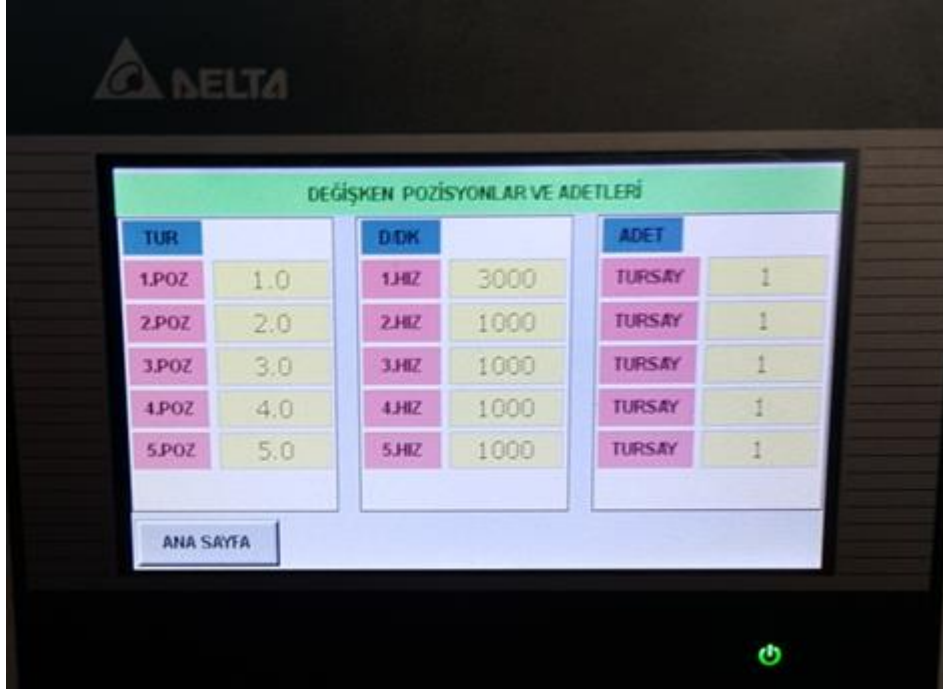 DELTA
DEĞİŞKEN POZİSYONLAR VE ADETLERİ
TUR D/DK ADET
1.POZ 1.0 1.HIZ 3000 TURSAY 1
2.POZ 2.0 2.HIZ 1000 TURSAY 1
3.POZ 3.0 3.HIZ 1000 TURSAY 1
4.POZ 4.0 4.HIZ 1000 TURSAY 1
5.POZ 5.0 5.HIZ 1000 TURSAY 1
ANA SAYFA